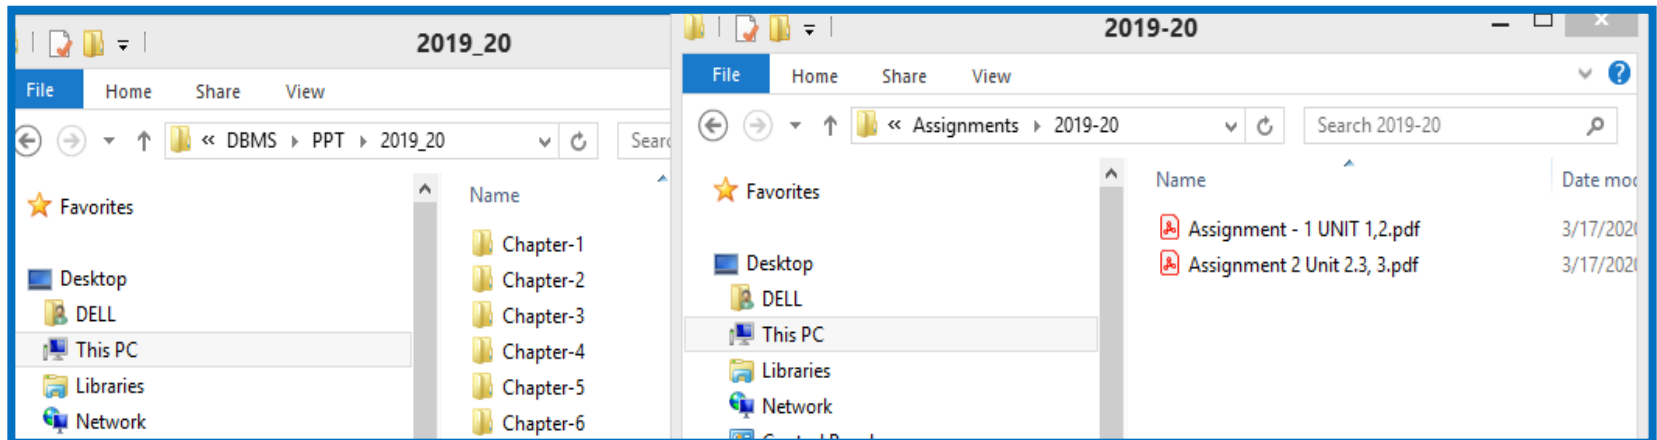 2019_20
File Home Share View
« DBMS PPT 2019_20
Name
Favorites
Chapter-1
Desktop
Chapter-2
DELL
Chapter-3
This PC
Chapter-4
Libraries
Chapter-5
Network
Chapter-6
2019-20
File Home Share View
« Assignments 2019-20 Search 2019-20
Name Date
Favorites
Assignment - 1 UNIT 1,2.pdf
Desktop
Assignment 2 Unit 2.3, 3.pdf
DELL
This PC
Libraries
Network